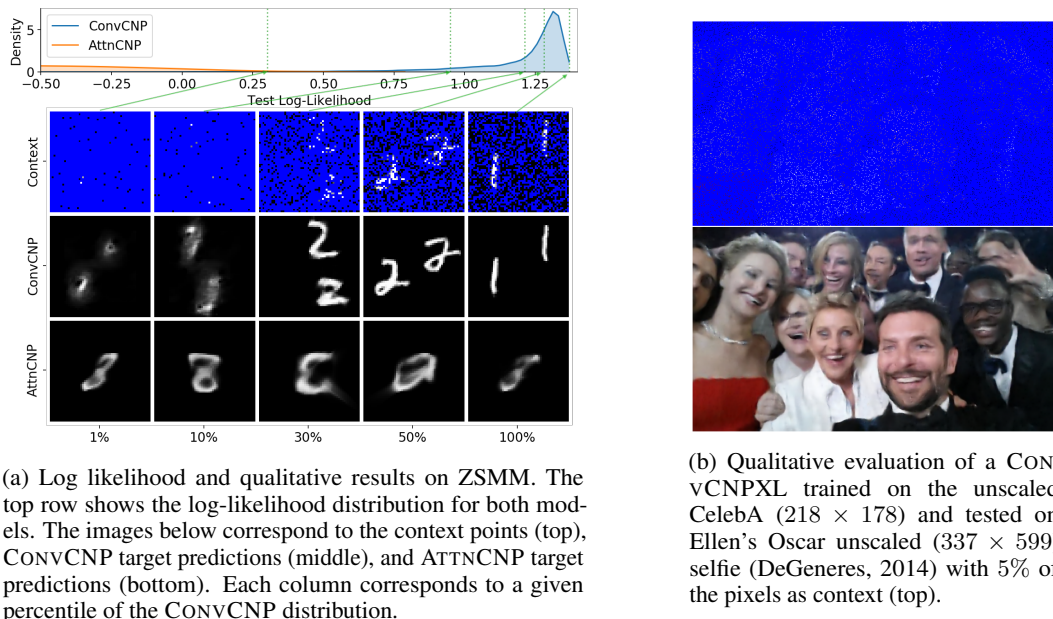 ConvCNP
AttnCNP
Density
5
0
−0.50 −0.25 0.00 0.25 0.50 0.75 1.00 1.25
Test Log-Likelihood
Context
ConvCNP
AttnCNP
1% 10% 30% 50% 100%
(a) Log likelihood and qualitative results on ZSMM. The
top row shows the log-likelihood distribution for both mod-
els. The images below correspond to the context points (top),
CONVCNP target predictions (middle), and ATTNCNP target
predictions (bottom). Each column corresponds to a given
percentile of the CONVCNP distribution.
(b) Qualitative evaluation of a CON
VCNPXL trained on the unscaled
CelebA (218 × 178) and tested on
Ellen's Oscar unscaled (337 × 599
selfie (DeGeneres, 2014) with 5% of
the pixels as context (top).